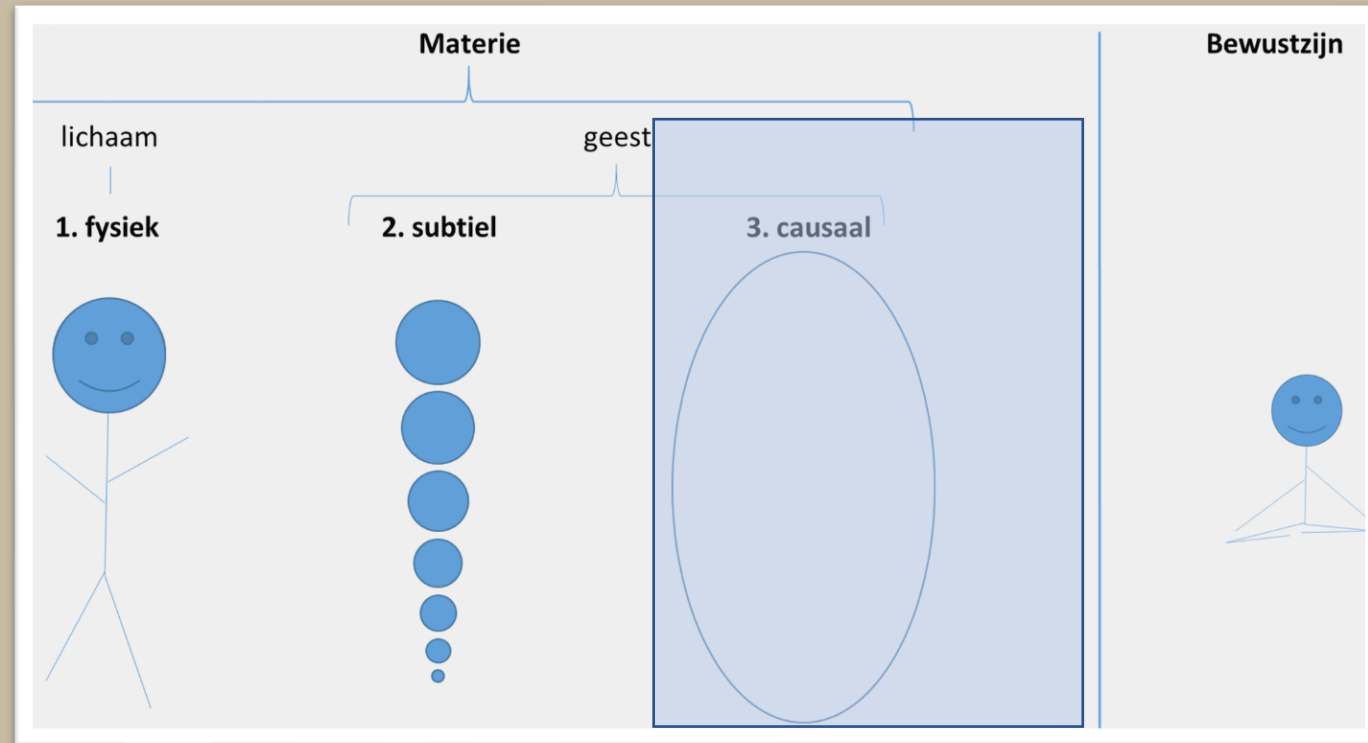 Materie
Bewustzijn
lichaam
geest
1. fysiek
2. subtiel
3. causaal